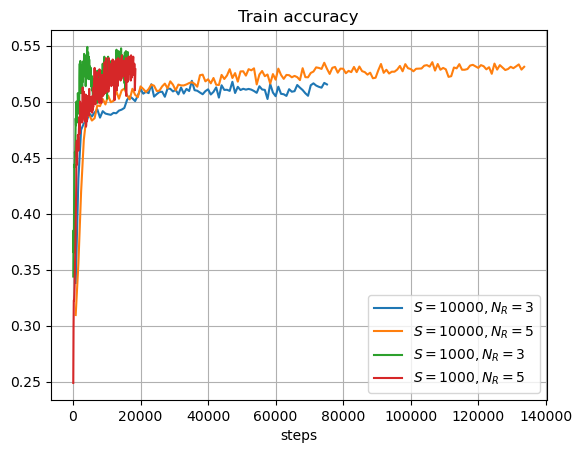 Train accuracy
0.55
0.50
0.45
0.40
0.35
0.30
0.25
S = 10000, N_R = 3
S = 10000, N_R = 5
S = 1000, N_R = 3
S = 1000, N_R = 5
0 20000 40000 60000 80000 100000 120000 140000
steps